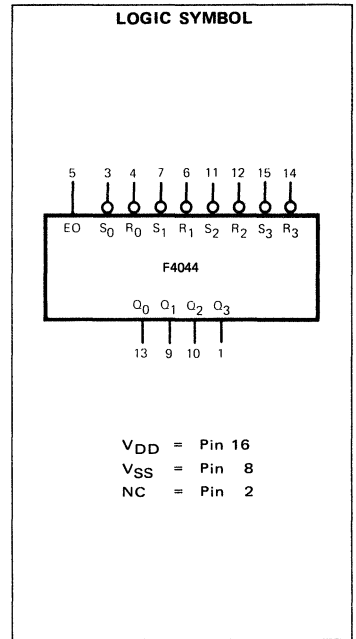 LOGIC SYMBOL
5 3 4 7 6 11 12 15 14
EO S0 R0 S1 R1 S2 R2 S3 R3
F4044
Q0 Q1 Q2 Q3
13 9 10 1
VDD = Pin 16
VSS = Pin 8
NC = Pin 2